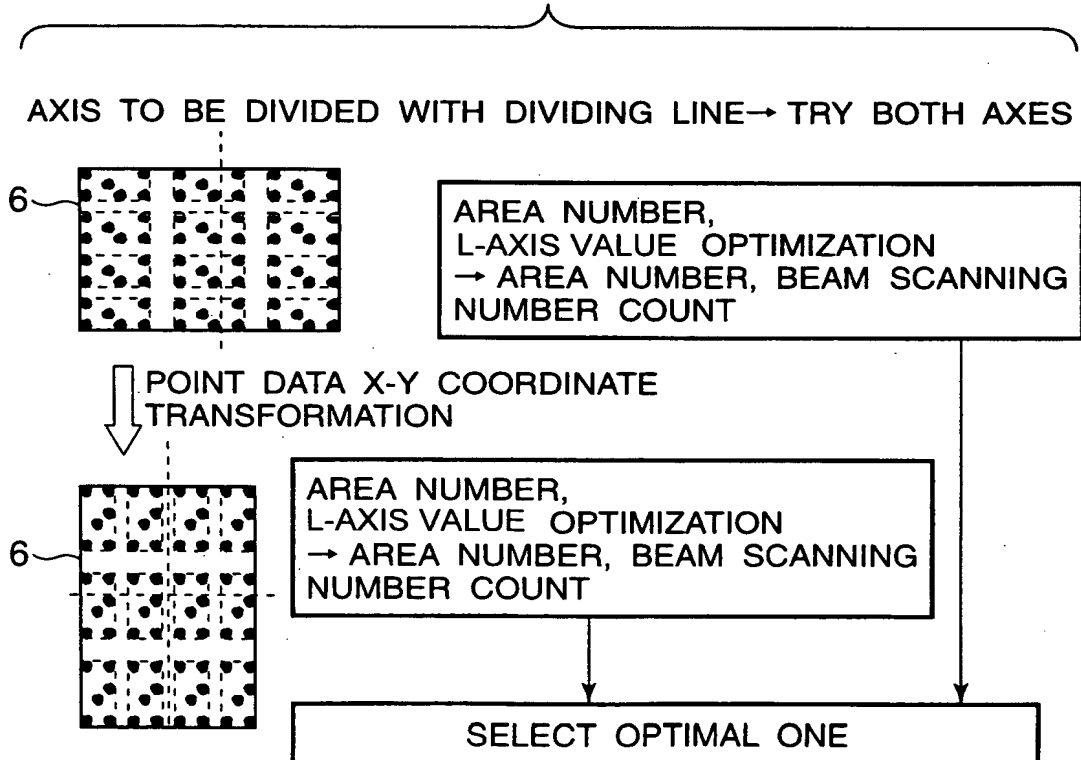 AXIS TO BE DIVIDED WITH DIVIDING LINE→ TRY BOTH AXES
6
AREA NUMBER,
L-AXIS VALUE OPTIMIZATION
→ AREA NUMBER, BEAM SCANNING
NUMBER COUNT
POINT DATA X-Y COORDINATE
TRANSFORMATION
6
AREA NUMBER,
L-AXIS VALUE OPTIMIZATION
→ AREA NUMBER, BEAM SCANNING
NUMBER COUNT
SELECT OPTIMAL ONE